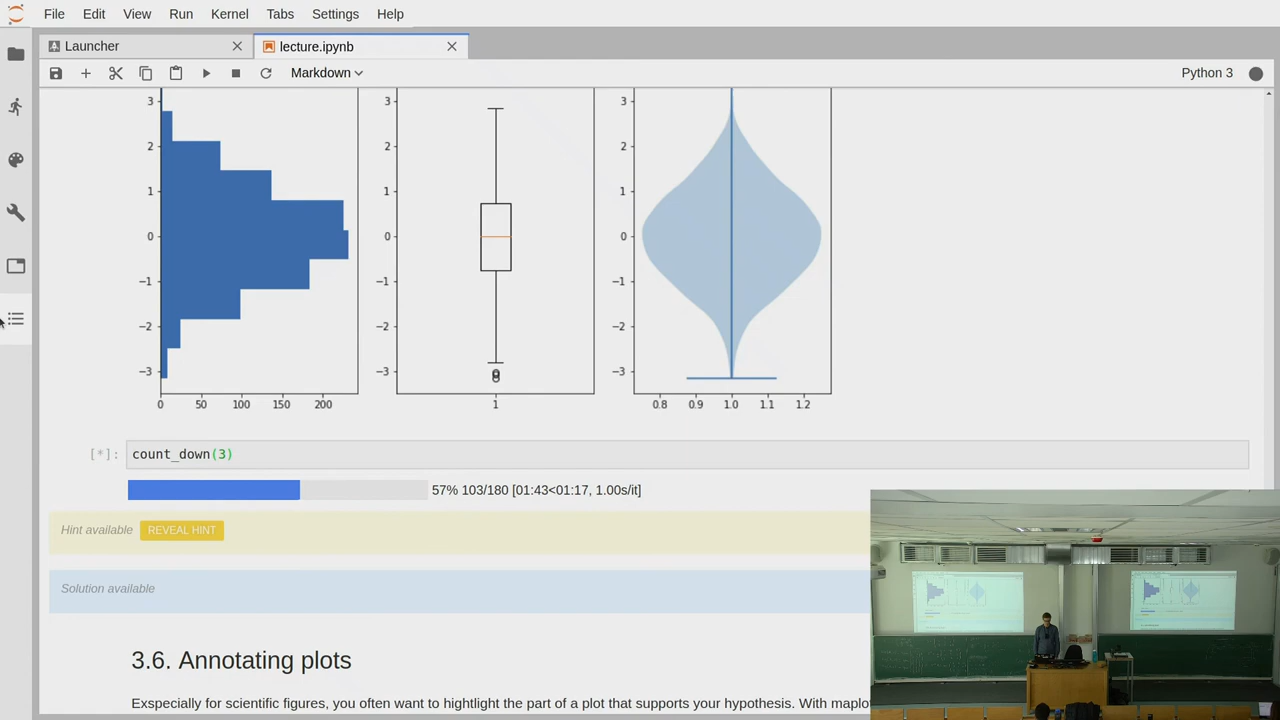 File Edit View Run Kernel Tabs Settings Help
Launcher lecture.ipynb
Markdown Python 3
3 3 3
2 2 2
1 1 1
0 0 0
−1 −1 −1
−2 −2 −2
−3 −3 −3
0 50 100 150 200 1 0.8 0.9 1.0 1.1 1.2
[*]: count_down(3)
57% 103/180 [01:43<01:17, 1.00s/it]
Hint available REVEAL HINT
Solution available
3.6. Annotating plots
Exspecially for scientific figures, you often want to hightlight the part of a plot that supports your hypothesis. With maplo